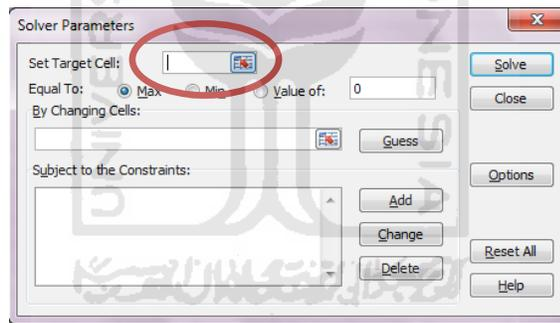 Solver Parameters
Set Target Cell:
Solve
Equal To: Max Min Value of: 0
Close
By Changing Cells:
Guess
Subject to the Constraints:
Options
Add
Change
Reset All
Delete
Help